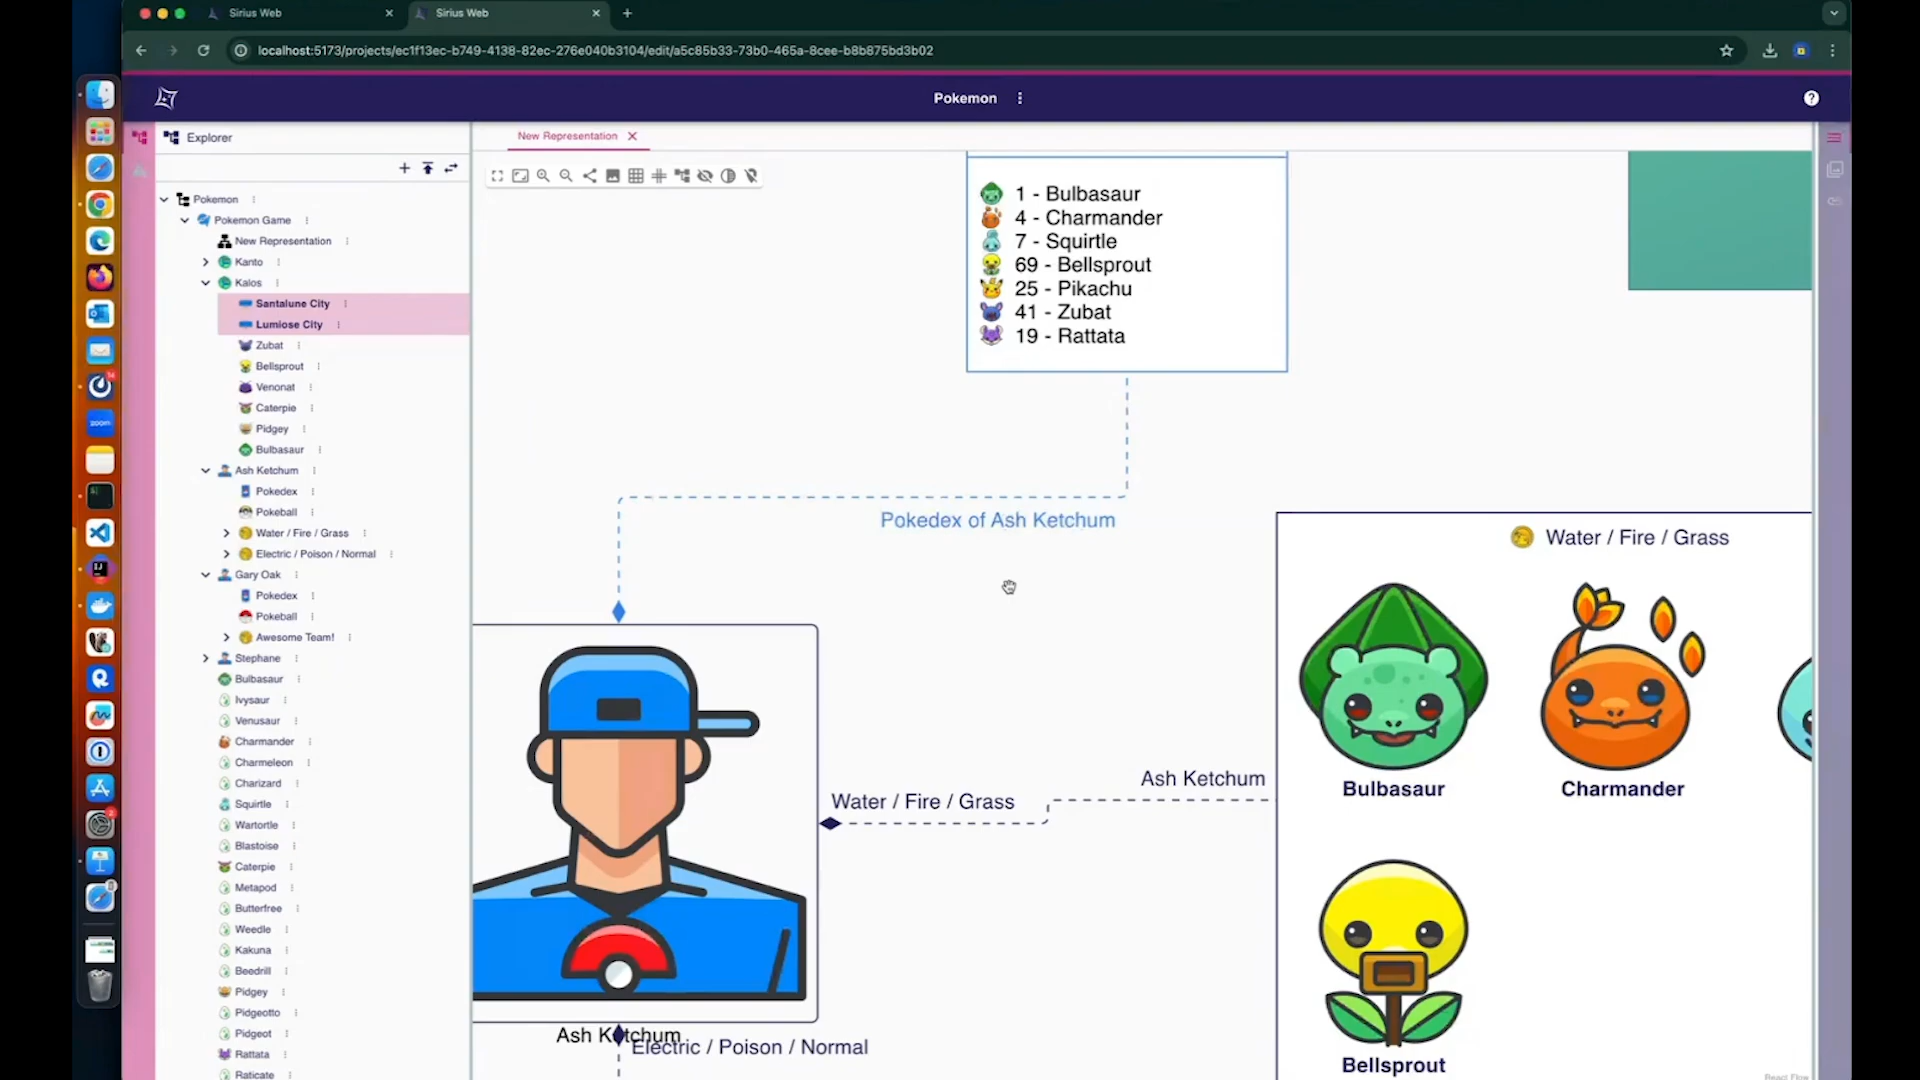 Sirius Web
Sirius Web
localhost:5173/projects/ec1f13ec-b749-4138-82ec-276e040b3104/edit/a5c85b33-73b0-465a-8cee-b8b875bd3b02
Pokemon
Explorer
New Representation
Pokemon
Pokemon Game
New Representation
Kanto
Kalos
Santalune City
Lumiose City
Zubat
Bellsprout
Venonat
Caterpie
Pidgey
Bulbasaur
Ash Ketchum
Pokedex
Pokeball
Water / Fire / Grass
Electric / Poison / Normal
Gary Oak
Pokedex
Pokeball
Awesome Team!
Stephane
Bulbasaur
Ivysaur
Venusaur
Charmander
Charmeleon
Charizard
Squirtle
Wartortle
Blastoise
Caterpie
Metapod
Butterfree
Weedle
Kakuna
Beedrill
Pidgey
Pidgeotto
Pidgeot
Rattata
Raticate
1 - Bulbasaur
4 - Charmander
7 - Squirtle
69 - Bellsprout
25 - Pikachu
41 - Zubat
19 - Rattata
Pokedex of Ash Ketchum
Water / Fire / Grass
Bulbasaur
Charmander
Ash Ketchum
Water / Fire / Grass
Bellsprout
Ash Ketchum
Electric / Poison / Normal
React Flow
zoom